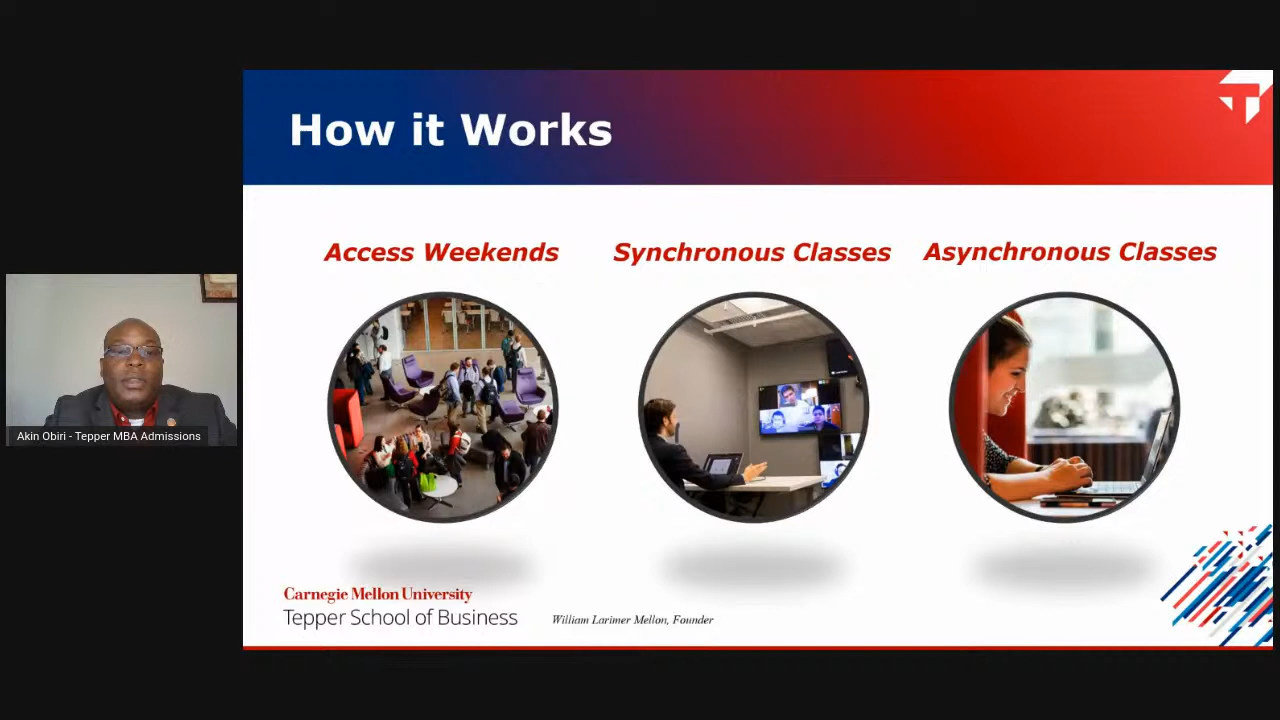 How it Works
Access Weekends
Synchronous Classes
Asynchronous Classes
Akin Obiri - Tepper MBA Admissions
Carnegie Mellon University
Tepper School of Business
William Larimer Mellon, Founder